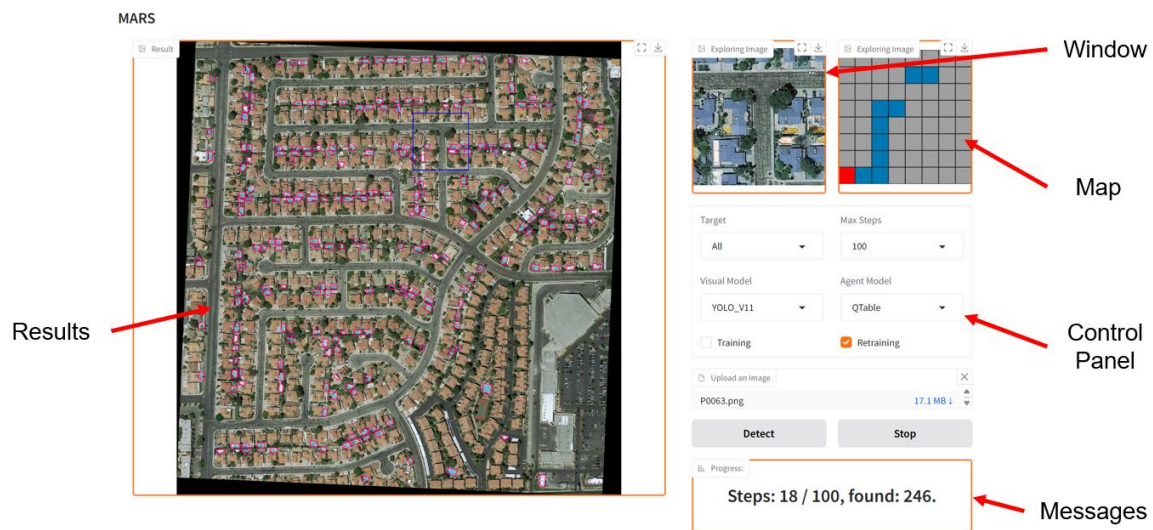 MARS
Result
Exploring Image
Exploring Image
Window
Map
Target
Max Steps
All
100
Visual Model
Agent Model
YOLO_V11
QTable
Training
Retraining
Results
Control
Panel
Upload an image
P0063.png
17.1 MB ↓
Detect
Stop
Progress:
Steps: 18 / 100, found: 246.
Messages